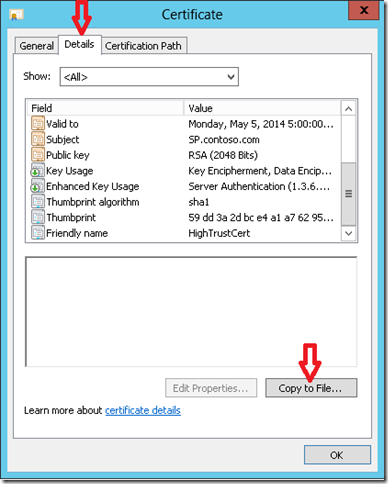 Certificate
General Details Certification Path
Show: <All>
Field Value
Valid to Monday, May 5, 2014 5:00:00...
Subject SP.contoso.com
Public key RSA (2048 Bits)
Key Usage Key Encipherment, Data Encip...
Enhanced Key Usage Server Authentication (1.3.6....
Thumbprint algorithm sha1
Thumbprint 59 dd 3a 2d bc e4 a1 a7 62 95...
Friendly name HighTrustCert
Edit Properties... Copy to File...
Learn more about certificate details
OK